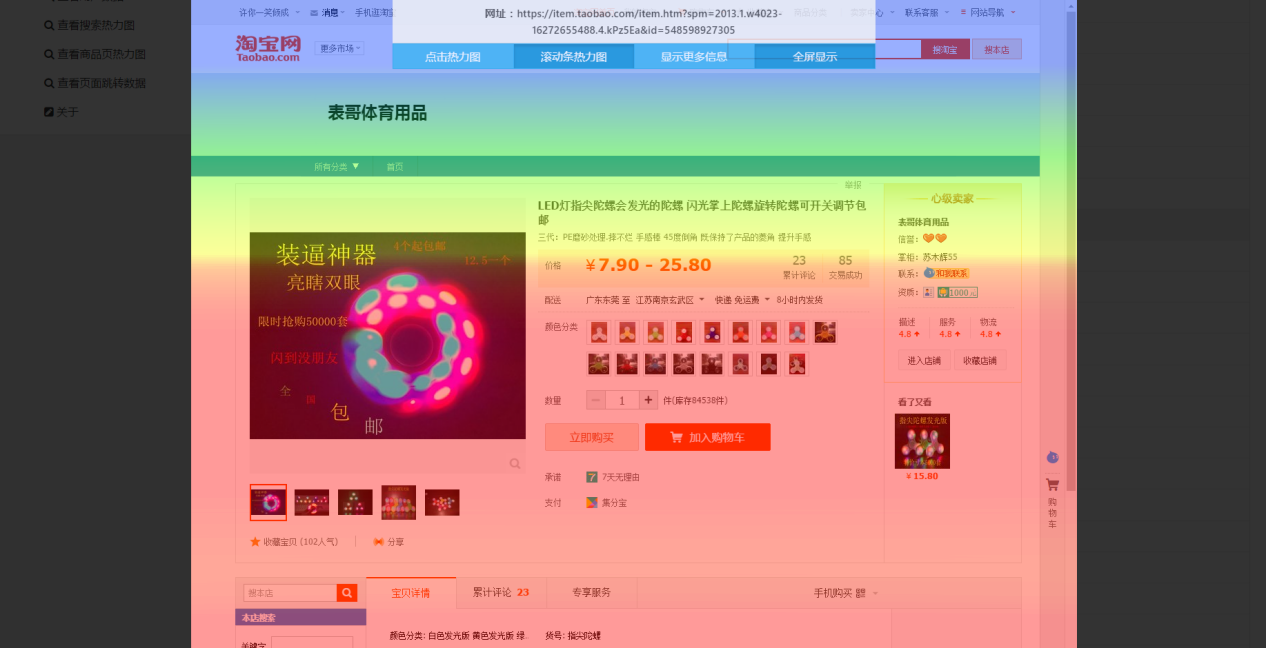 查看搜索热力图
查看商品页热力图
查看页面跳转数据
关于
许你一笑倾成 消息 手机逛淘宝
联系客服 网站导航
网址：https://item.taobao.com/item.htm?spm=2013.1.w4023-
16272655488.4.kPz5Ea&id=548598927305
淘宝网
Taobao.com
更多市场
点击热力图 滚动条热力图 显示更多信息 全屏显示
搜淘宝 搜本店
表哥体育用品
所有分类 首页
举报
LED灯指尖陀螺会发光的陀螺 闪光掌上陀螺旋转陀螺可开关调节包
邮
三代：PE磨砂处理.摔不烂 手感棒 45度倒角 既保持了产品的菱角 提升手感
价格 ¥7.90 - 25.80
23
累计评论
85
交易成功
配送 广东东莞 至 江苏南京玄武区 快递 免运费 8小时内发货
颜色分类
数量 − 1 + 件(库存84538件)
立即购买 加入购物车
承诺 7 7天无理由
支付 集分宝
装逼神器
4个起包邮
12.5一个
亮瞎双眼
限时抢购50000套
闪到没朋友
全
国
包
邮
收藏宝贝 (102人气) 分享
心级卖家
表哥体育用品
信誉：
掌柜：苏木辉55
联系：和我联系
资质：1000元
描述 服务 物流
4.8 4.8 4.8
进入店铺 收藏店铺
看了又看
指尖陀螺发光版
¥15.80
购
物
车
搜本店
宝贝详情 累计评论 23 专享服务 手机购买
本店搜索
颜色分类: 白色发光版 黄色发光版 绿... 货号: 指尖陀螺
关键字